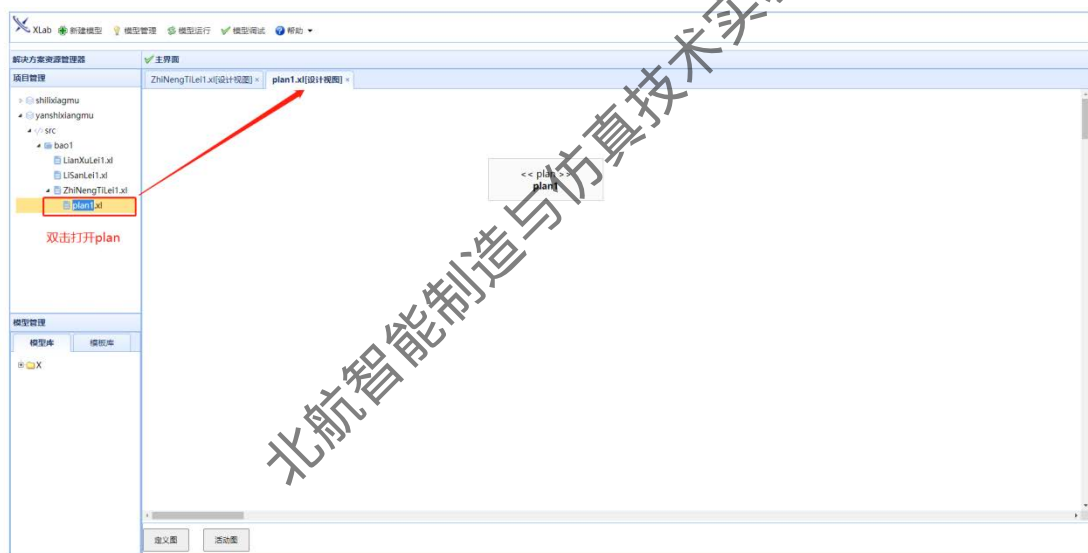 XLab 新建模型 模型管理 模型运行 模型调试 帮助
解决方案资源管理器
主界面
项目管理
ZhiNengTiLei1.xl[设计视图] × plan1.xl[设计视图] ×
shilixiagmu
yanshixiangmu
src
bao1
LianXuLei1.xl
LiSanLei1.xl
ZhiNengTiLei1.xl
plan1.xl
双击打开plan
<< plan >>
plan1
模型管理
模型库 模板库
X
定义图 活动图
北航智能制造与仿真技术实